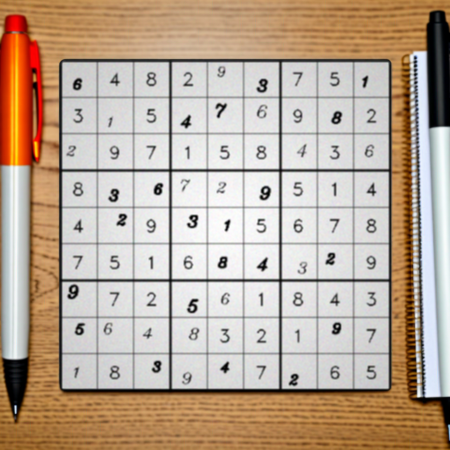 6 4 8 2 9 3 7 5 1
3 1 5 4 7 6 9 8 2
2 9 7 1 5 8 4 3 6
8 3 6 7 2 9 5 1 4
4 2 9 3 1 5 6 7 8
7 5 1 6 8 4 3 2 9
9 7 2 5 6 1 8 4 3
5 6 4 8 3 2 1 9 7
1 8 3 9 4 7 2 6 5